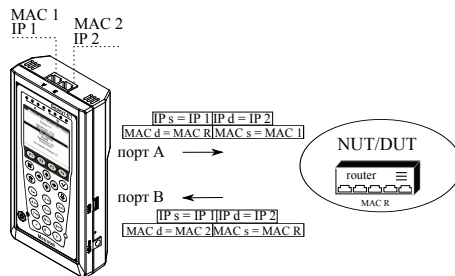 MAC 1
MAC 2
IP 1
IP 2
IP s = IP 1 IP d = IP 2
MAC d = MAC R MAC s = MAC 1
порт А
NUT/DUT
router
MAC R
порт В
IP s = IP 1 IP d = IP 2
MAC d = MAC 2 MAC s = MAC R